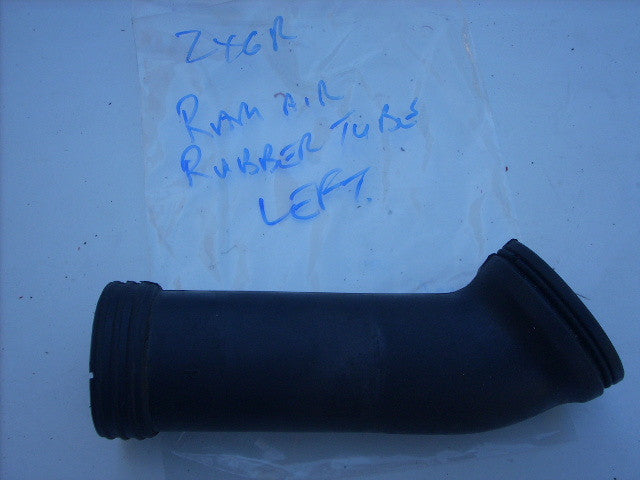 ZX6R
RAM AIR
RUBBER TUBE
LEFT.